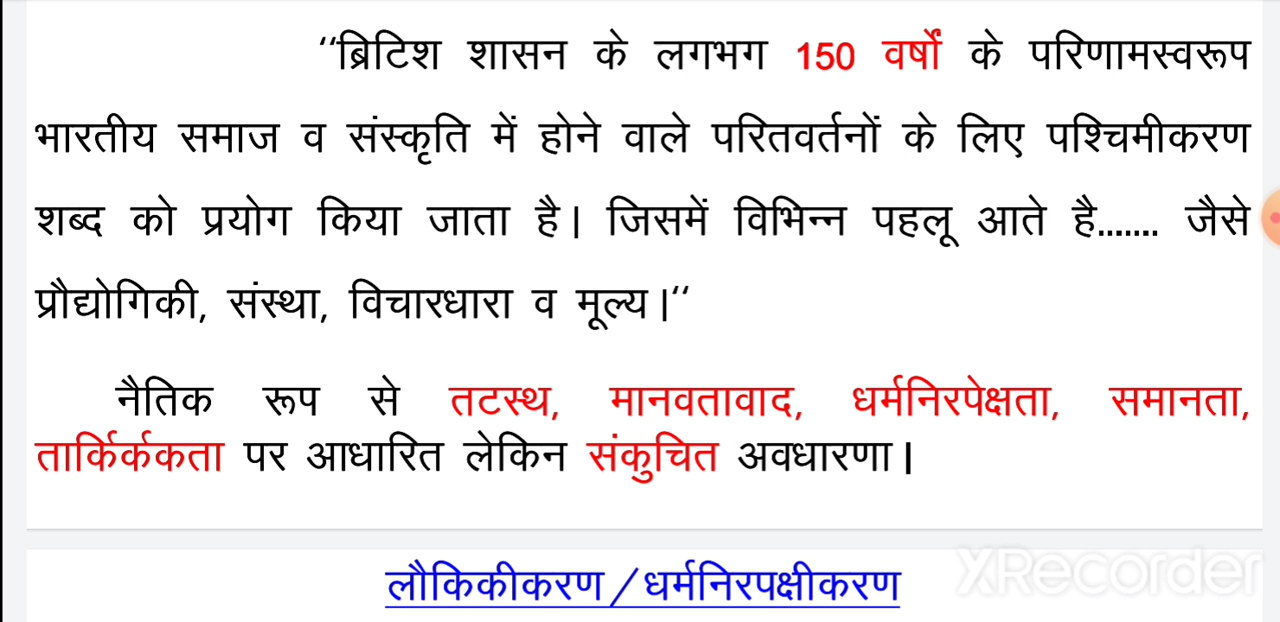 ‘‘ब्रिटिश शासन के लगभग 150 वर्षों के परिणामस्वरूप
भारतीय समाज व संस्कृति में होने वाले परितवर्तनों के लिए पश्चिमीकरण
शब्द को प्रयोग किया जाता है। जिसमें विभिन्न पहलू आते है....... जैसे
प्रौद्योगिकी, संस्था, विचारधारा व मूल्य।‘‘
नैतिक रूप से तटस्थ, मानवतावाद, धर्मनिरपेक्षता, समानता,
तार्किर्ककता पर आधारित लेकिन संकुचित अवधारणा।
लौकिकीकरण/धर्मनिरपक्षीकरण
XRecorder